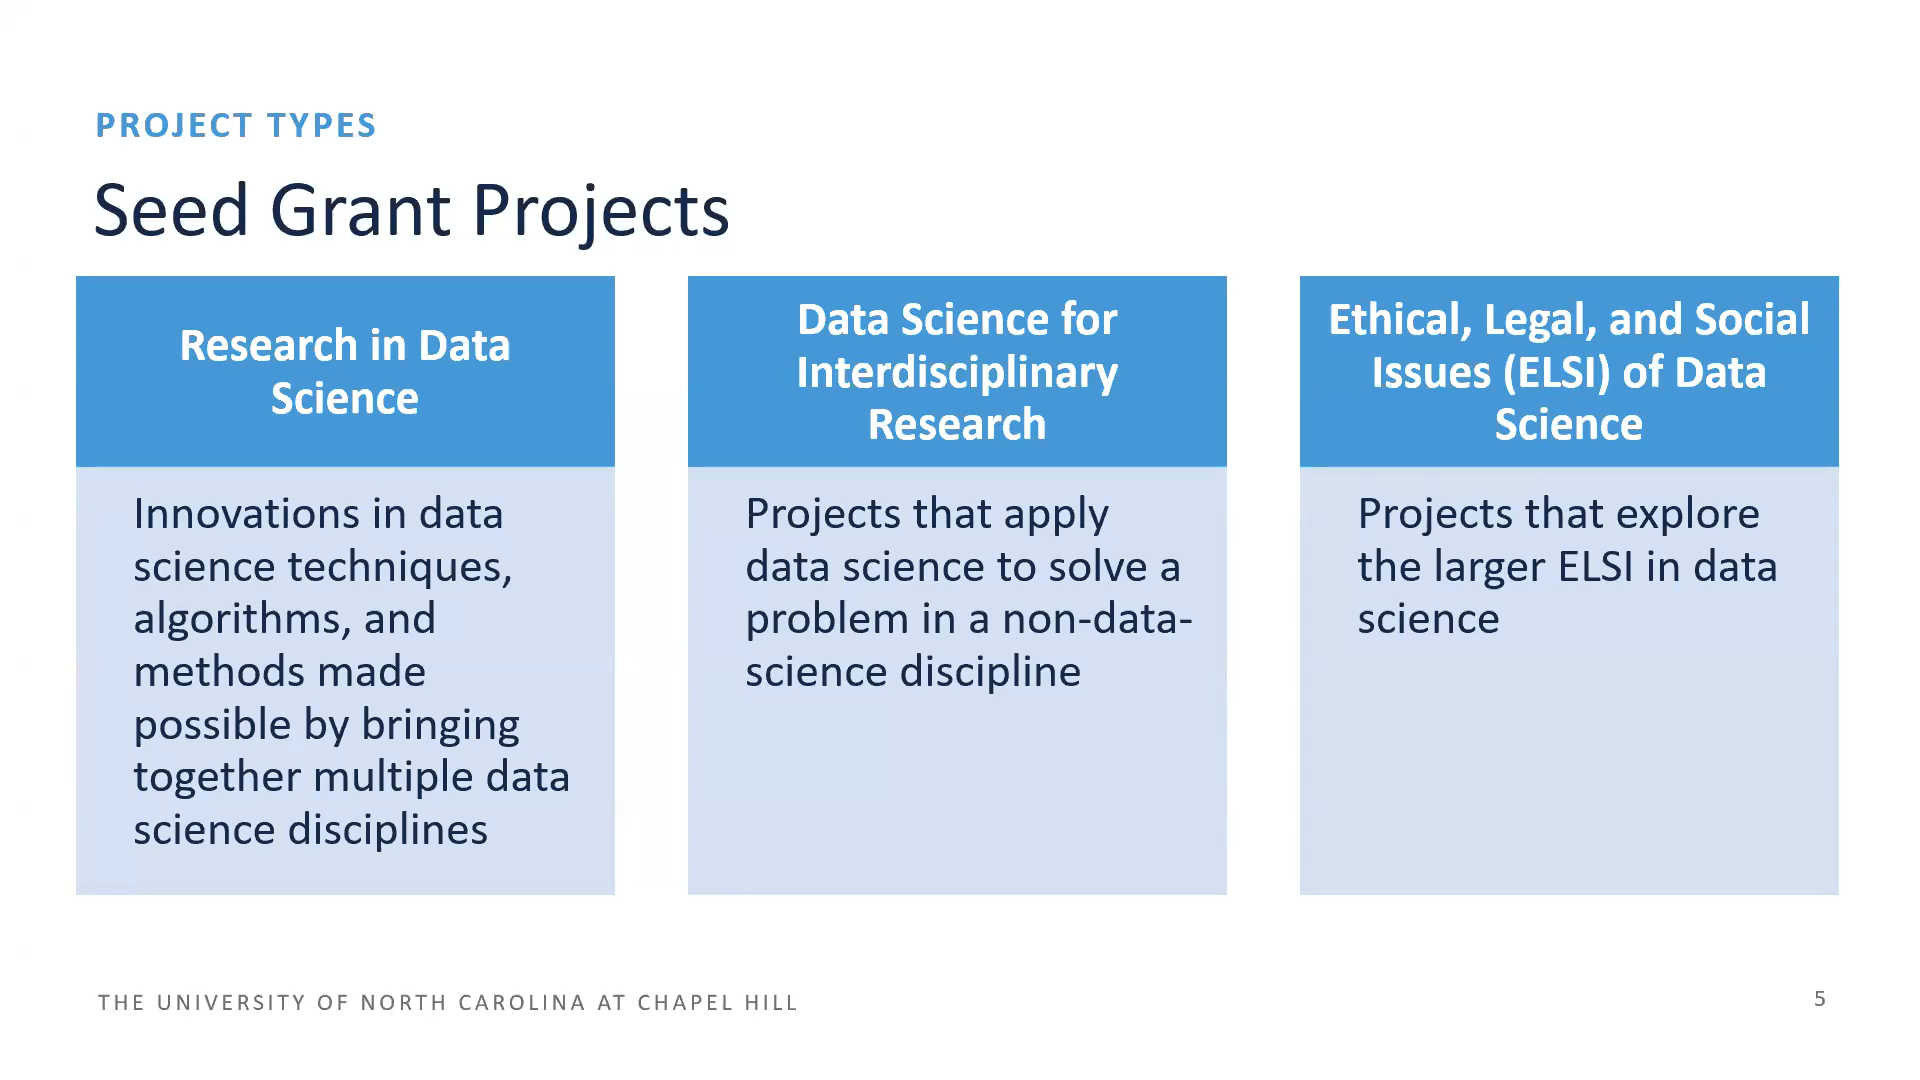 PROJECT TYPES
Seed Grant Projects
Research in Data
Science
Innovations in data
science techniques,
algorithms, and
methods made
possible by bringing
together multiple data
science disciplines
Data Science for
Interdisciplinary
Research
Projects that apply
data science to solve a
problem in a non-data-
science discipline
Ethical, Legal, and Social
Issues (ELSI) of Data
Science
Projects that explore
the larger ELSI in data
science
THE UNIVERSITY OF NORTH CAROLINA AT CHAPEL HILL
5